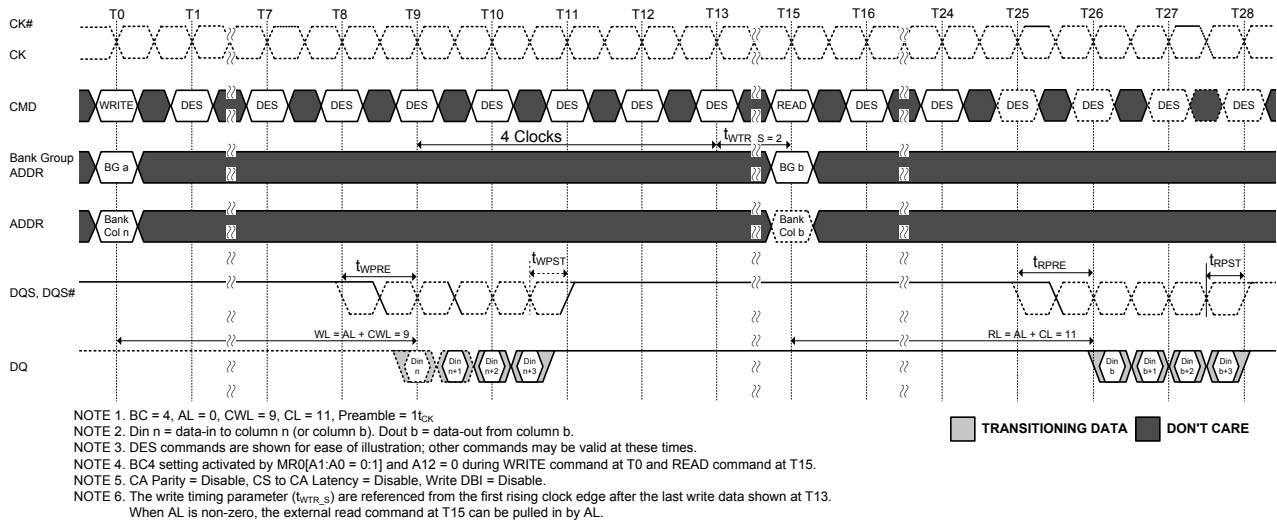 CK#
CK
T0 T1 T7 T8 T9 T10 T11 T12 T13 T15 T16 T24 T25 T26 T27 T28
CMD
WRITE DES DES DES DES DES DES DES DES READ DES DES DES DES DES DES
4 Clocks
tWTR_S = 2
Bank Group
ADDR
BG a
BG b
ADDR
Bank
Col n
Bank
Col b
tWPRE
tWPST
tRPRE
tRPST
DQS, DQS#
WL = AL + CWL = 9
RL = AL + CL = 11
DQ
Din
n
Din
n+1
Din
n+2
Din
n+3
Din
b
Din
b+1
Din
b+2
Din
b+3
NOTE 1. BC = 4, AL = 0, CWL = 9, CL = 11, Preamble = 1tCK
NOTE 2. Din n = data-in to column n (or column b). Dout b = data-out from column b.
NOTE 3. DES commands are shown for ease of illustration; other commands may be valid at these times.
NOTE 4. BC4 setting activated by MR0[A1:A0 = 0:1] and A12 = 0 during WRITE command at T0 and READ command at T15.
NOTE 5. CA Parity = Disable, CS to CA Latency = Disable, Write DBI = Disable.
NOTE 6. The write timing parameter (tWTR_S) are referenced from the first rising clock edge after the last write data shown at T13.
When AL is non-zero, the external read command at T15 can be pulled in by AL.
TRANSITIONING DATA
DON'T CARE